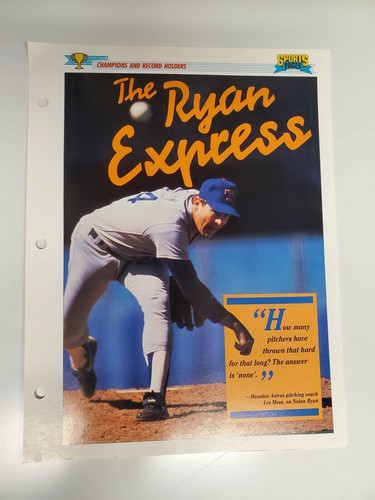 CHAMPIONS AND RECORD HOLDERS
SPORTS
The Ryan
Express
“How many
pitchers have
thrown that hard
for that long? The answer
is 'none'.”
—Houston Astros pitching coach
Les Moss, on Nolan Ryan